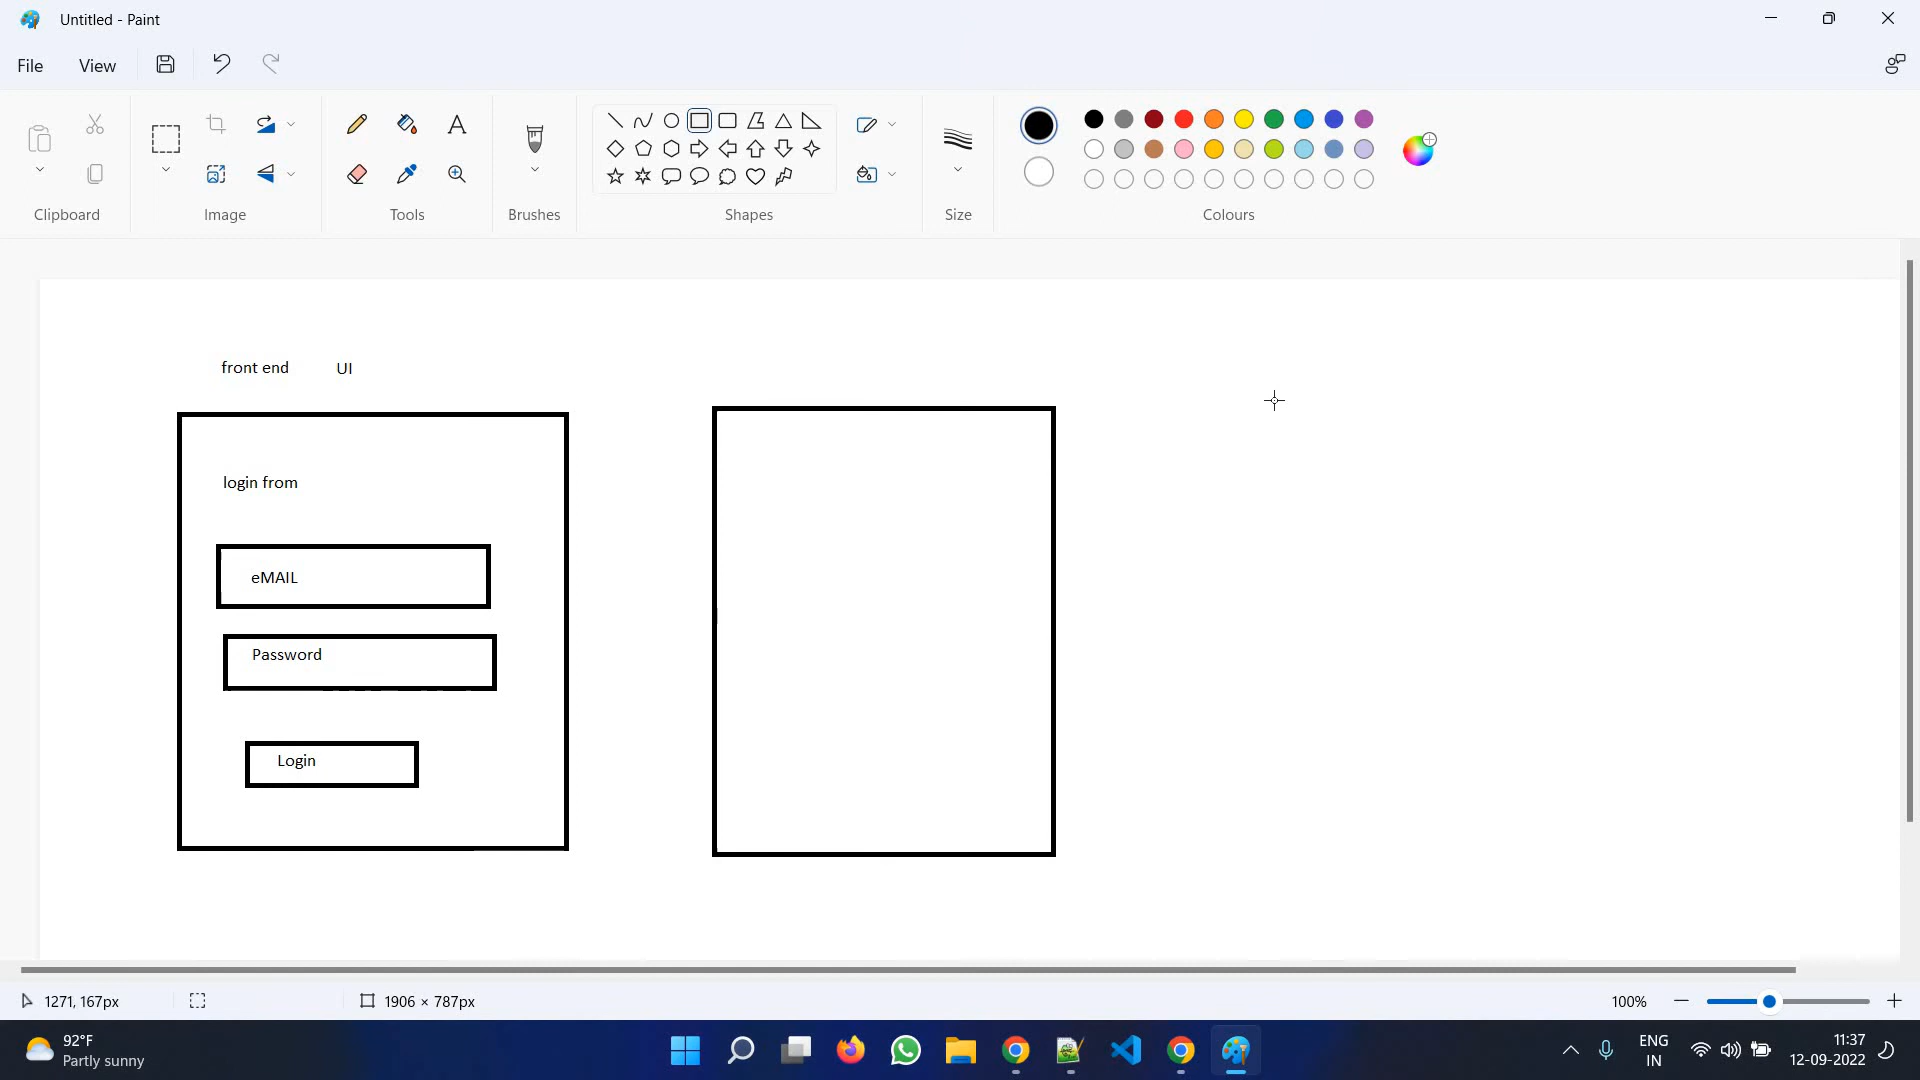 Untitled - Paint
File View
Clipboard Image Tools Brushes Shapes Size Colours
front end UI
login from
eMAIL
Password
Login
1271, 167px 1906 × 787px 100%
92°F
Partly sunny
ENG
IN
11:37
12-09-2022